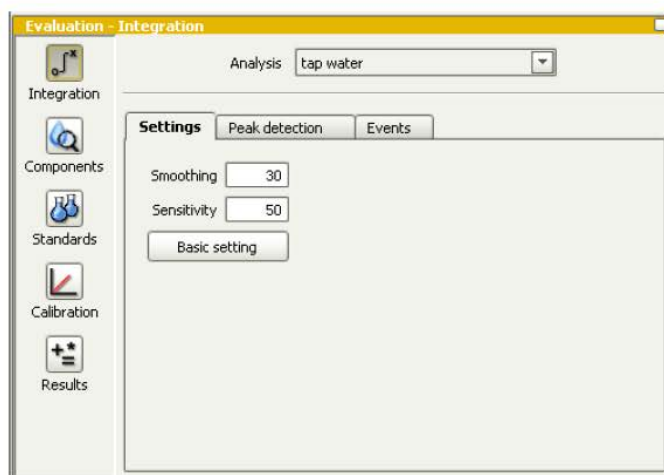 Evaluation - Integration
Integration
Components
Standards
Calibration
Results
Analysis tap water
Settings Peak detection Events
Smoothing 30
Sensitivity 50
Basic setting